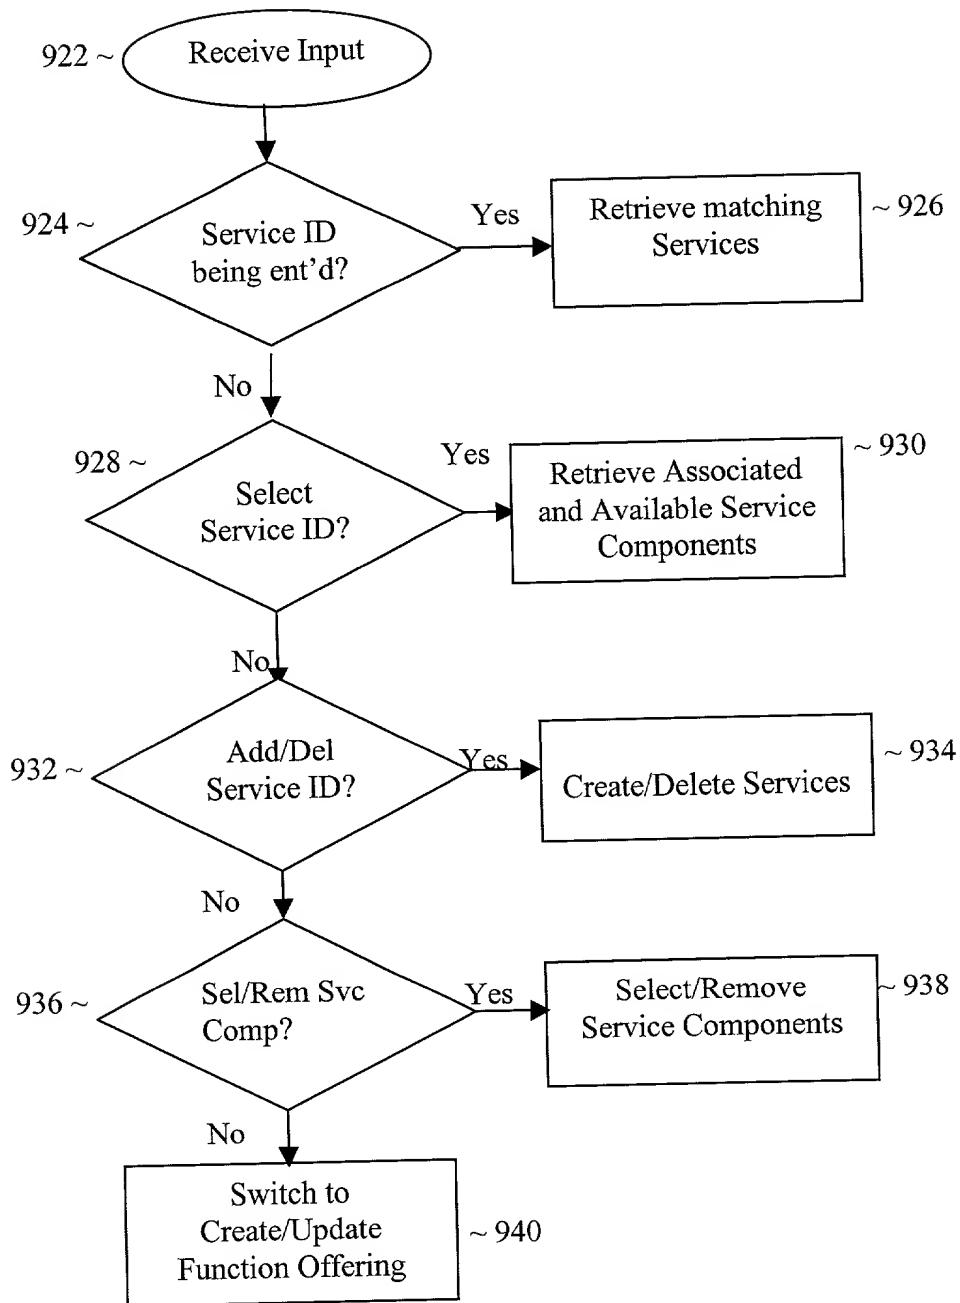 922 ~
Receive Input
924 ~
Service ID
being ent'd?
Yes
Retrieve matching
Services
~ 926
No
928 ~
Select
Service ID?
Yes
Retrieve Associated
and Available Service
Components
~ 930
No
932 ~
Add/Del
Service ID?
Yes
Create/Delete Services
~ 934
No
936 ~
Sel/Rem Svc
Comp?
Yes
Select/Remove
Service Components
~ 938
No
Switch to
Create/Update
Function Offering
~ 940